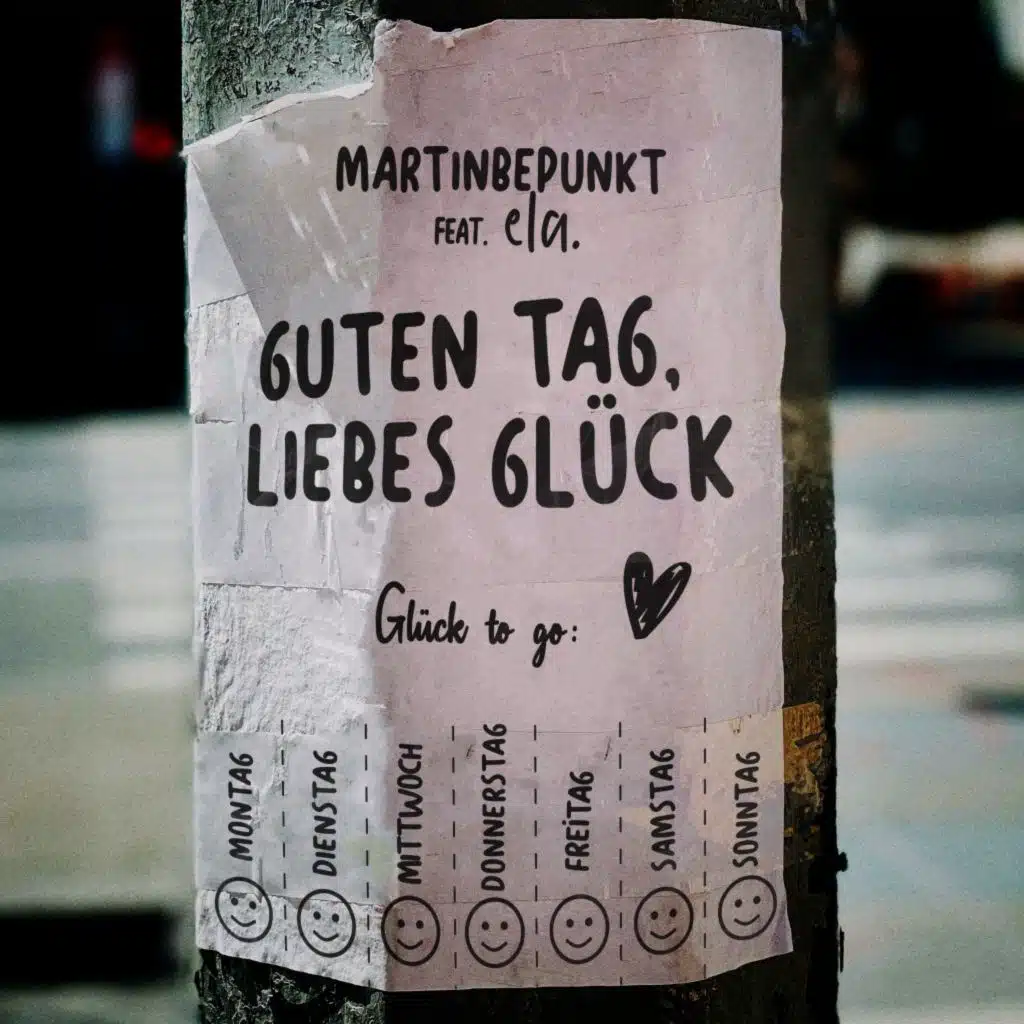 MARTINBEPUNKT
FEAT. ela.
GUTEN TAG,
LIEBES GLÜCK
Glück to go:
MONTAG
DIENSTAG
MITTWOCH
DONNERSTAG
FREITAG
SAMSTAG
SONNTAG